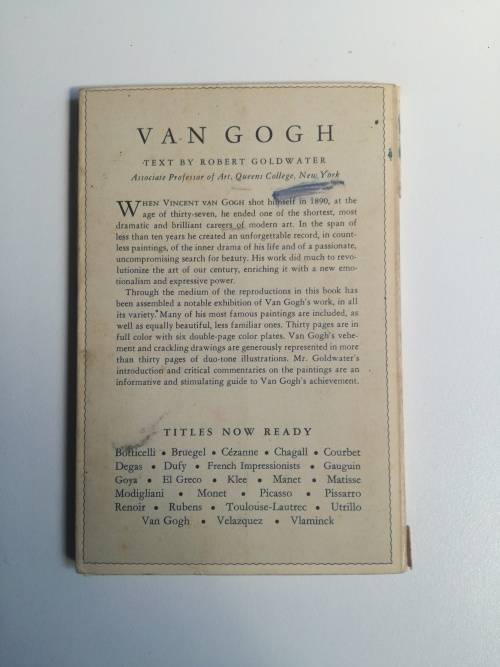 VAN GOGH
TEXT BY ROBERT GOLDWATER
Associate Professor of Art, Queens College, New York
WHEN VINCENT VAN GOGH shot himself in 1890, at the
age of thirty-seven, he ended one of the shortest, most
dramatic and brilliant careers of modern art. In the span of
less than ten years he created an unforgettable record, in count-
less paintings, of the inner drama of his life and of a passionate,
uncompromising search for beauty. His work did much to revo-
lutionize the art of our century, enriching it with a new emo-
tionalism and expressive power.
Through the medium of the reproductions in this book has
been assembled a notable exhibition of Van Gogh's work, in all
its variety. Many of his most famous paintings are included, as
well as equally beautiful, less familiar ones. Thirty pages are in
full color with six double-page color plates. Van Gogh's vehe-
ment and crackling drawings are generously represented in more
than thirty pages of duo-tone illustrations. Mr. Goldwater's
introduction and critical commentaries on the paintings are an
informative and stimulating guide to Van Gogh's achievement.
TITLES NOW READY
Botticelli • Bruegel • Cézanne • Chagall • Courbet
Degas • Dufy • French Impressionists • Gauguin
Goya • El Greco • Klee • Manet • Matisse
Modigliani • Monet • Picasso • Pissarro
Renoir • Rubens • Toulouse-Lautrec • Utrillo
Van Gogh • Velazquez • Vlaminck